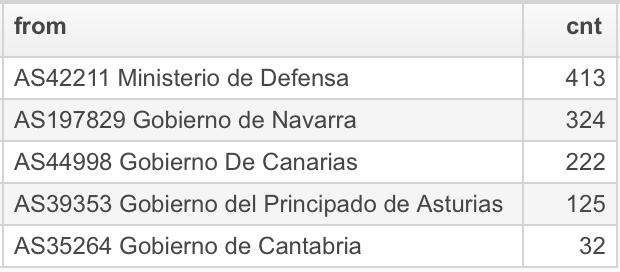 from cnt
AS42211 Ministerio de Defensa 413
AS197829 Gobierno de Navarra 324
AS44998 Gobierno De Canarias 222
AS39353 Gobierno del Principado de Asturias 125
AS35264 Gobierno de Cantabria 32